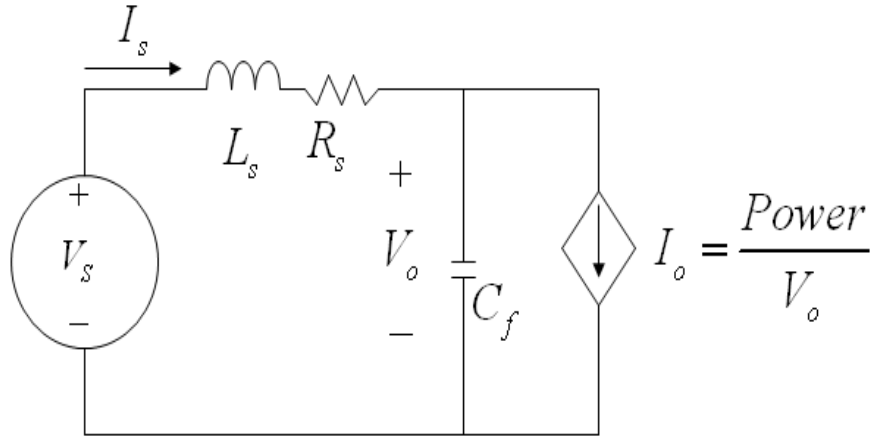 I_s
L_s
R_s
+
V_s
−
+
V_o
−
C_f
I_o = Power / V_o